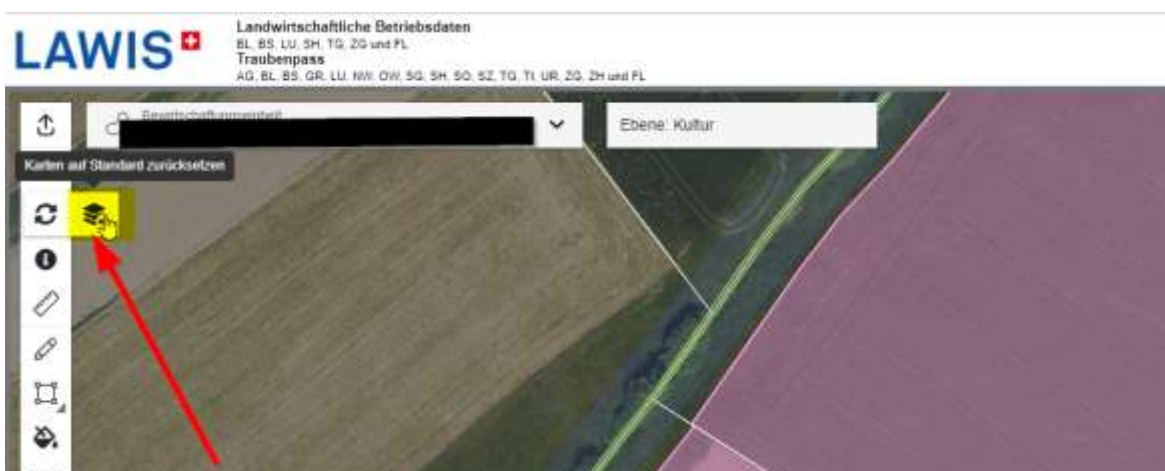 LAWIS
Landwirtschaftliche Betriebsdaten
BL, BS, LU, SH, TG, ZG und FL
Traubenpass
AG, BL, BS, GR, LU, NW, OW, SG, SH, SO, SZ, TG, TI, UR, ZG, ZH und FL
Bewirtschaftungseinheit
Ebene: Kultur
Karten auf Standard zurücksetzen